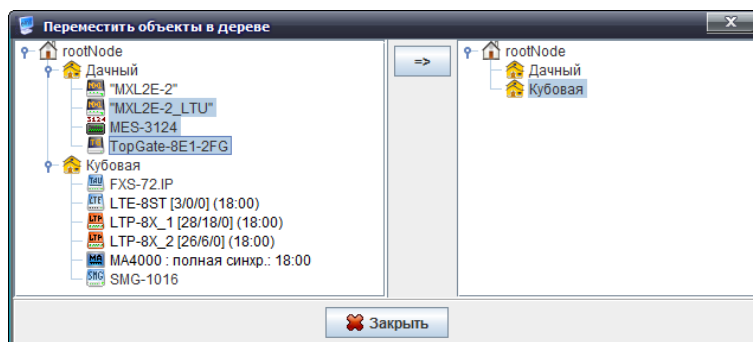 Переместить объекты в дереве
X
rootNode
Дачный
"MXL2E-2"
"MXL2E-2_LTU"
MES-3124
TopGate-8E1-2FG
Кубовая
FXS-72.IP
LTE-8ST [3/0/0] (18:00)
LTP-8X_1 [28/18/0] (18:00)
LTP-8X_2 [26/6/0] (18:00)
MA4000 : полная синхр.: 18:00
SMG-1016
=>
rootNode
Дачный
Кубовая
Закрыть